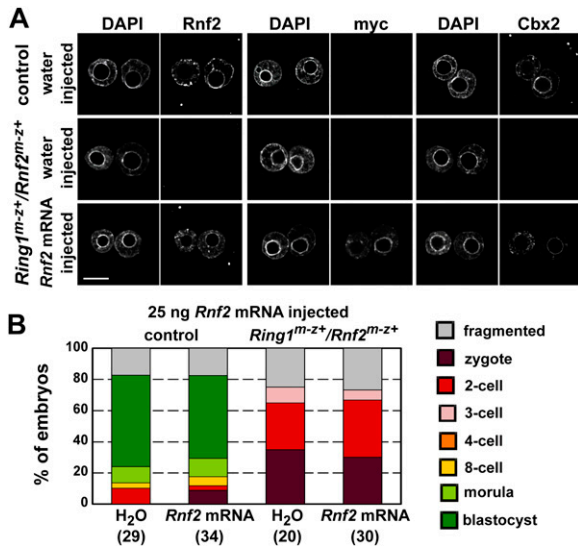 A
DAPI Rnf2 DAPI myc DAPI Cbx2
control
water
injected
Ring1m-z+/Rnf2m-z+
water
injected
Rnf2 mRNA
injected
B
25 ng Rnf2 mRNA injected
control Ring1m-z+/Rnf2m-z+
% of embryos
100
80
60
40
20
0
H2O Rnf2 mRNA H2O Rnf2 mRNA
(29) (34) (20) (30)
fragmented
zygote
2-cell
3-cell
4-cell
8-cell
morula
blastocyst